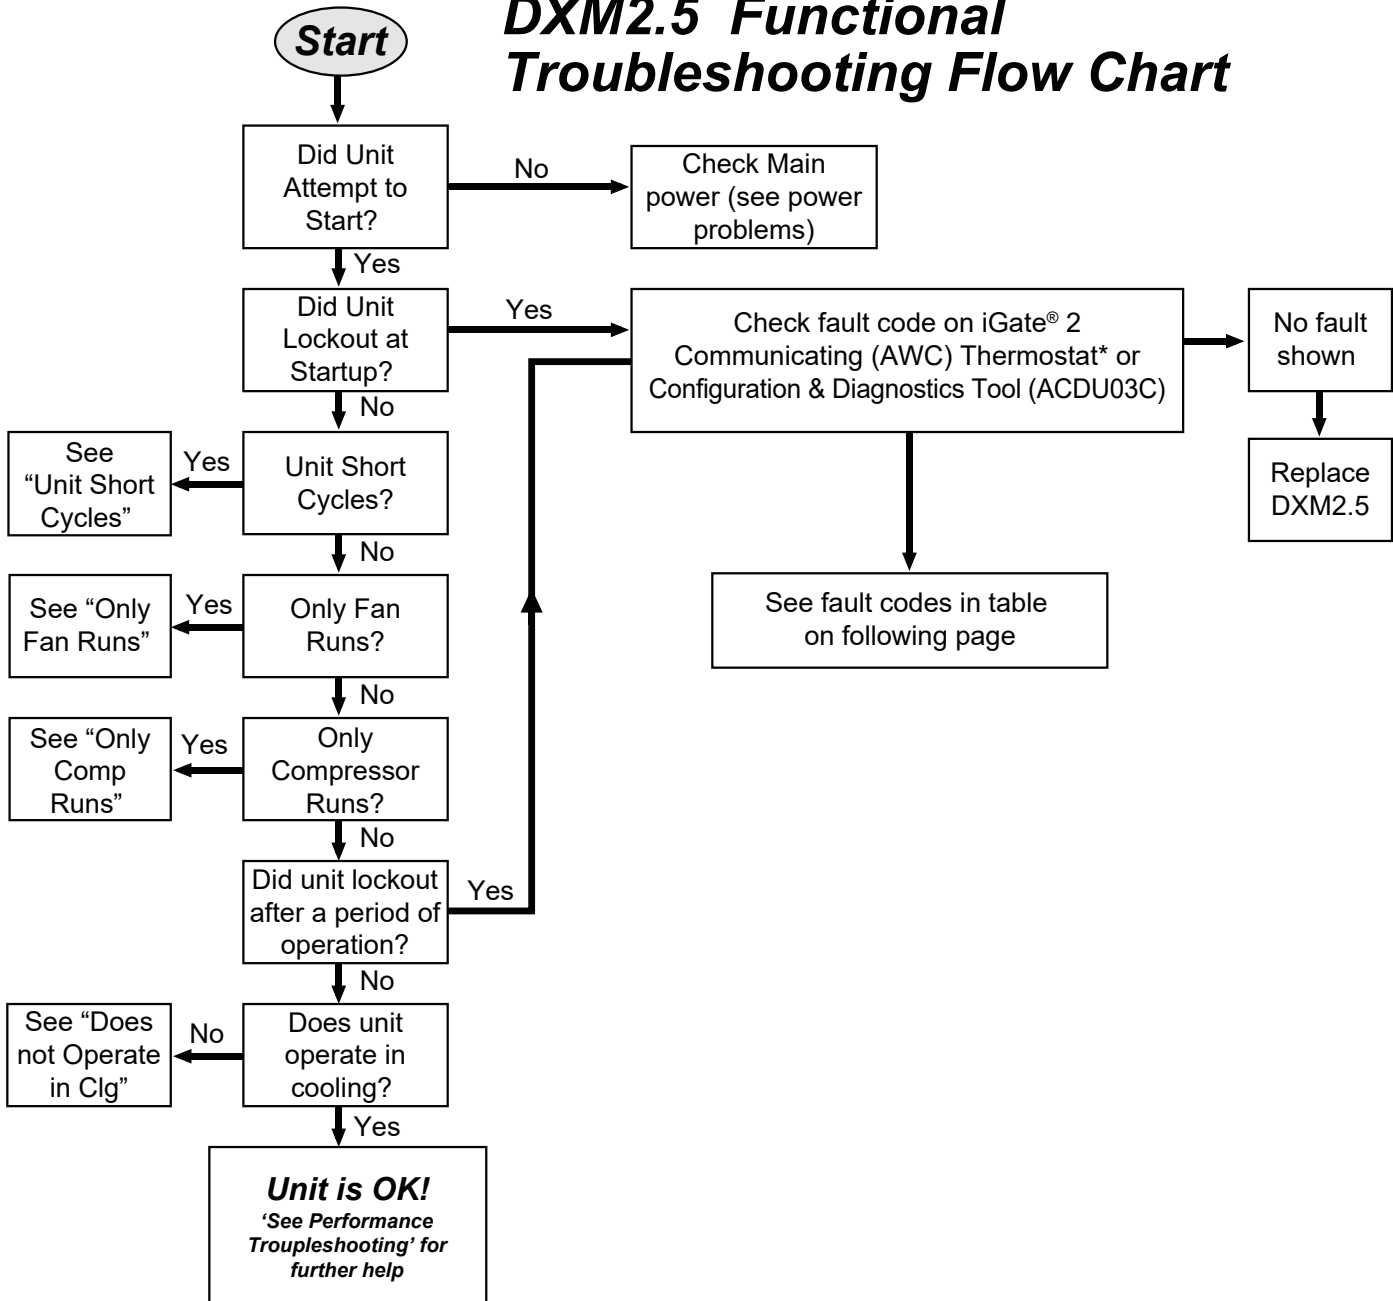 DXM2.5 Functional
Troubleshooting Flow Chart
Start
Did Unit
Attempt to
Start?
No
Check Main
power (see power
problems)
Yes
Did Unit
Lockout at
Startup?
Yes
Check fault code on iGate® 2
Communicating (AWC) Thermostat* or
Configuration & Diagnostics Tool (ACDU03C)
No fault
shown
Replace
DXM2.5
See fault codes in table
on following page
No
Unit Short
Cycles?
Yes
See
“Unit Short
Cycles”
No
Only Fan
Runs?
Yes
See “Only
Fan Runs”
No
Only
Compressor
Runs?
Yes
See “Only
Comp
Runs”
No
Did unit lockout
after a period of
operation?
Yes
No
Does unit
operate in
cooling?
No
See “Does
not Operate
in Clg”
Yes
Unit is OK!
‘See Performance
Troupleshooting’ for
further help